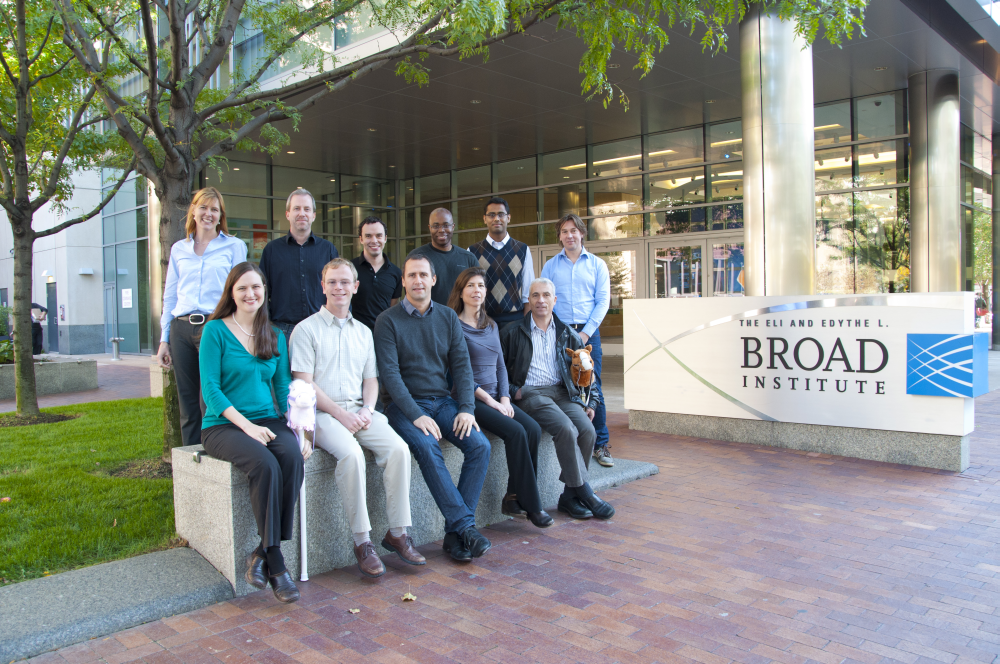 THE ELI AND EDYTHE L.
BROAD
INSTITUTE